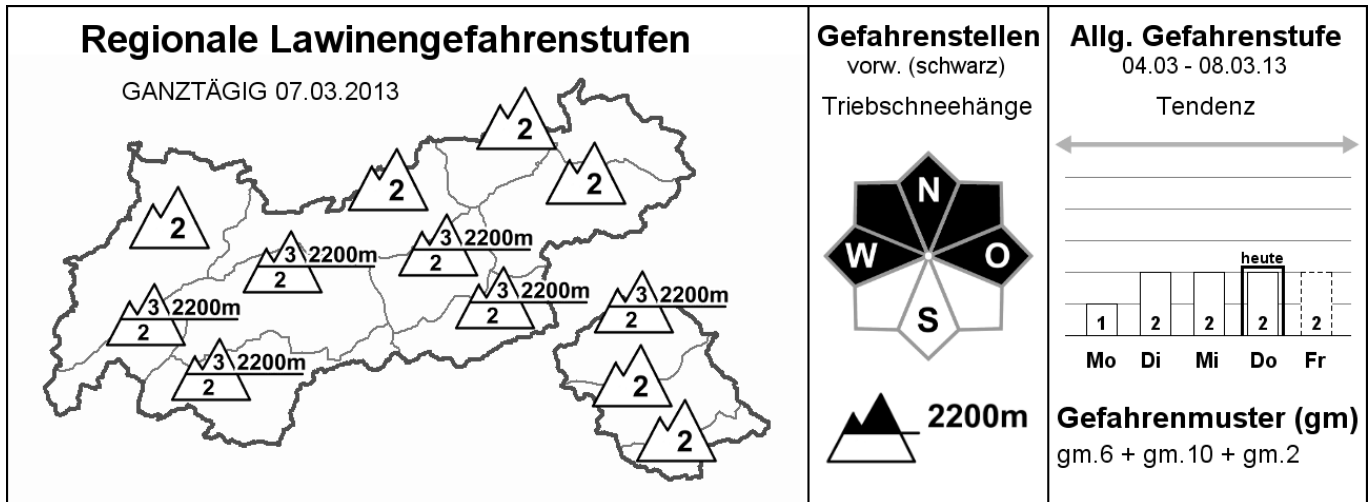 Regionale Lawinengefahrenstufen
GANZTÄGIG 07.03.2013
2
2
2
2
3 2200m
2
3 2200m
2
3 2200m
2
3 2200m
2
3 2200m
2
3 2200m
2
2
2
Gefahrenstellen
vorw. (schwarz)
Triebschneehänge
N
W O
S
2200m
Allg. Gefahrenstufe
04.03 - 08.03.13
Tendenz
heute
1 2 2 2 2
Mo Di Mi Do Fr
Gefahrenmuster (gm)
gm.6 + gm.10 + gm.2